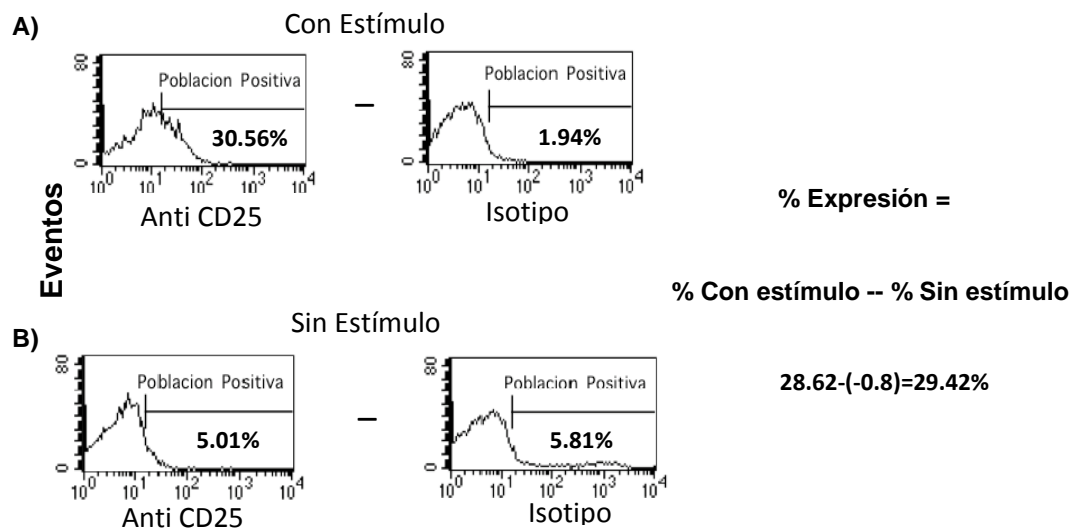 A)
Con Estímulo
80
Poblacion Positiva
30.56%
0
10^0 10^1 10^2 10^3 10^4
Anti CD25
–
80
Poblacion Positiva
1.94%
0
10^0 10^1 10^2 10^3 10^4
Isotipo
Eventos
% Expresión =
% Con estímulo -- % Sin estímulo
28.62-(-0.8)=29.42%
B)
Sin Estímulo
80
Poblacion Positiva
5.01%
0
10^0 10^1 10^2 10^3 10^4
Anti CD25
–
80
Poblacion Positiva
5.81%
0
10^0 10^1 10^2 10^3 10^4
Isotipo